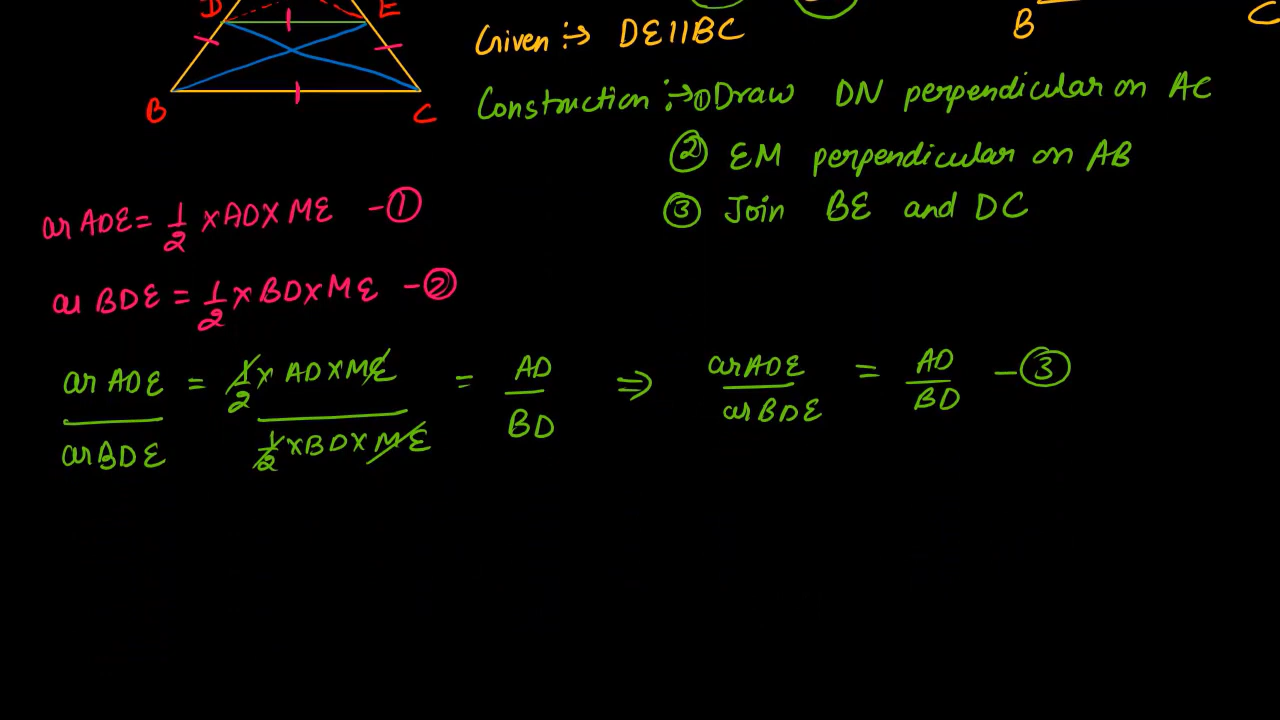 D E
B C
Given :→ DE||BC
B
C
Construction :→ ① Draw DN perpendicular on AC
② EM perpendicular on AB
③ Join BE and DC
ar ADE = 1/2 × AD × ME - ①
ar BDE = 1/2 × BD × ME - ②
ar ADE / ar BDE = 1/2 × AD × ME / 1/2 × BD × ME = AD / BD ⇒ ar ADE / ar BDE = AD / BD - ③